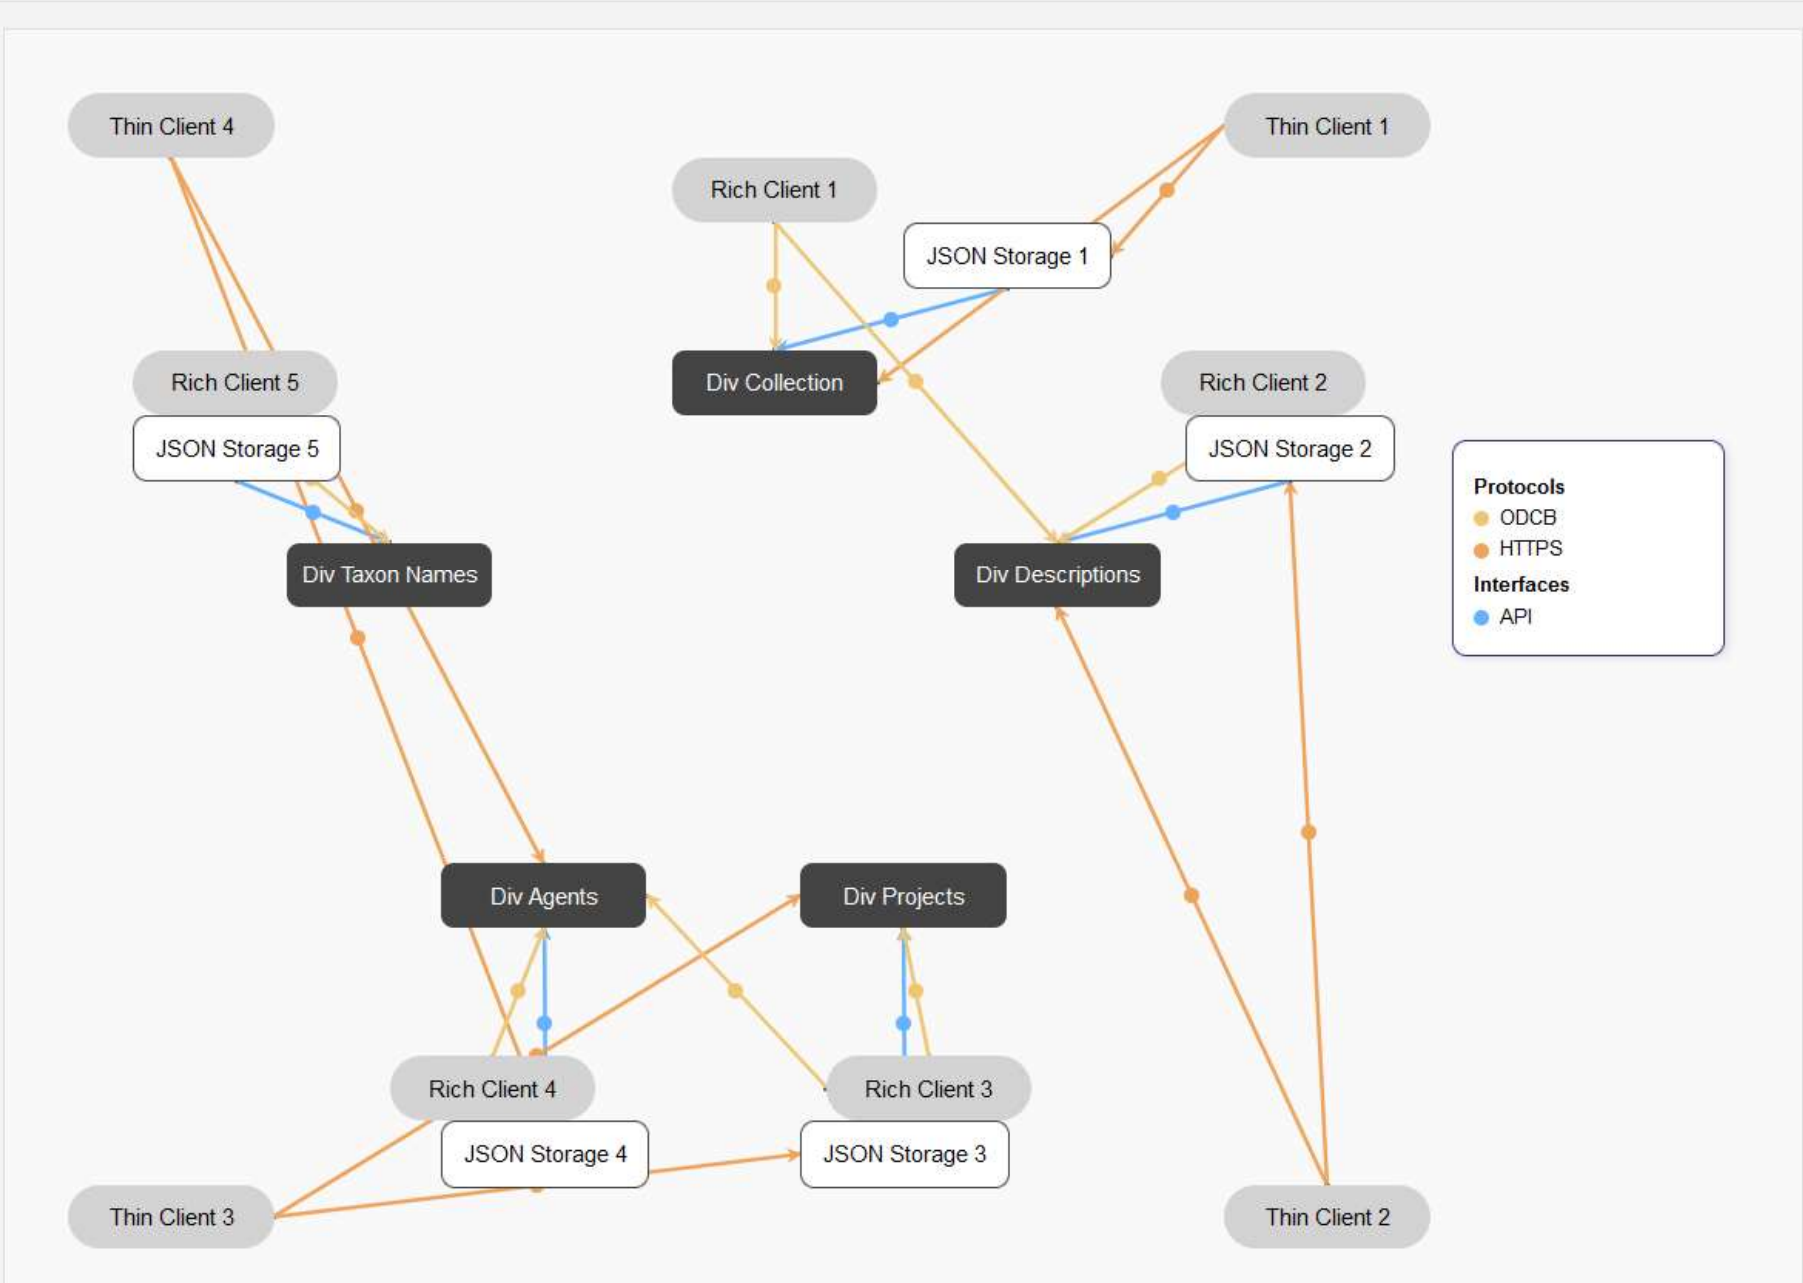 Thin Client 4
Thin Client 1
Rich Client 1
JSON Storage 1
Rich Client 5
Div Collection
Rich Client 2
JSON Storage 5
JSON Storage 2
Protocols
ODCB
HTTPS
Interfaces
API
Div Taxon Names
Div Descriptions
Div Agents
Div Projects
Rich Client 4
Rich Client 3
JSON Storage 4
JSON Storage 3
Thin Client 3
Thin Client 2